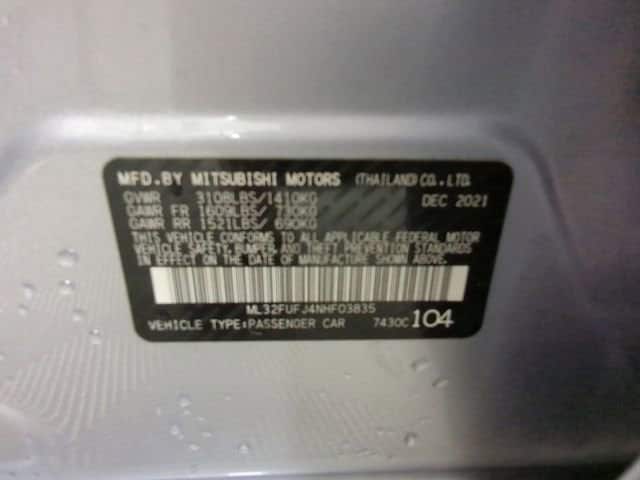 MFD.BY MITSUBISHI MOTORS (THAILAND) CO., LTD.
GVWR 3108LBS/1410KG DEC 2021
GAWR FR 1609LBS/ 730KG
GAWR RR 1521LBS/ 690KG
THIS VEHICLE CONFORMS TO ALL APPLICABLE FEDERAL MOTOR
VEHICLE SAFETY, BUMPER, AND THEFT PREVENTION STANDARDS
IN EFFECT ON THE DATE OF MANUFACTURE SHOWN ABOVE.
ML32FUFJ4NHF03835
VEHICLE TYPE:PASSENGER CAR 7430C 104